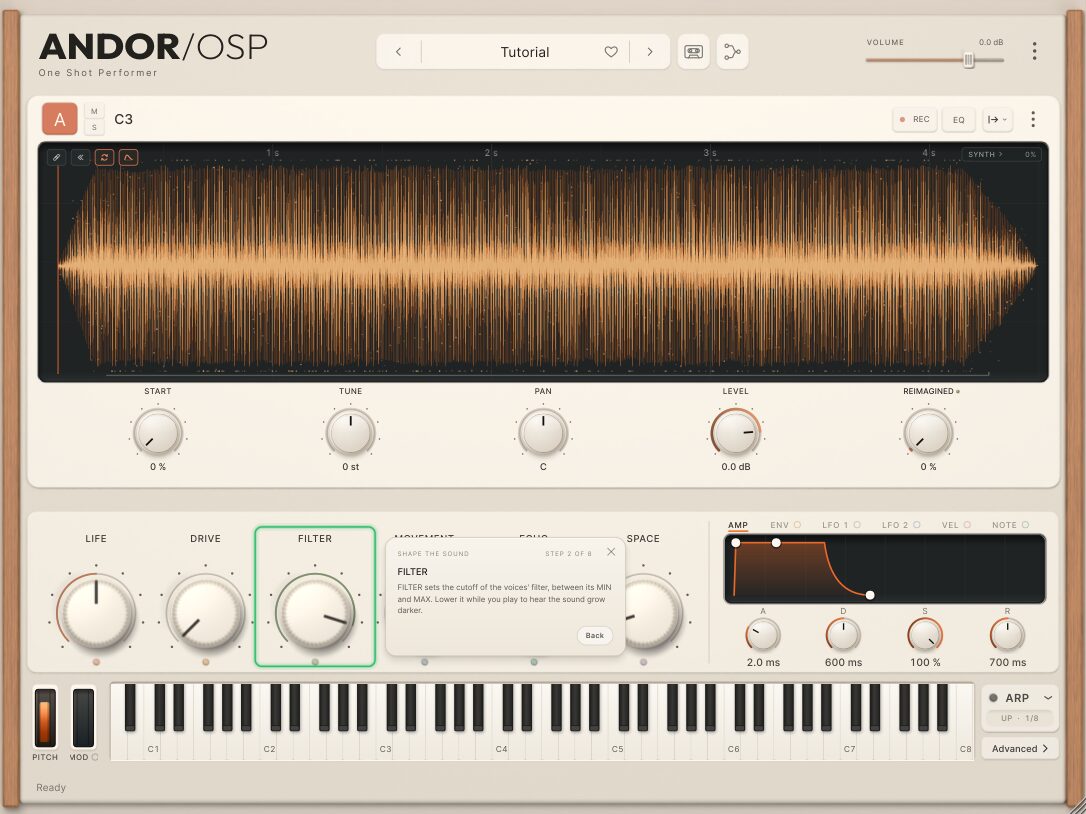 ANDOR/OSP
One Shot Performer
Tutorial
VOLUME 0.0 dB
A
M
S
C3
REC
EQ
1 s 2 s 3 s 4 s
SYNTH > 0%
START TUNE PAN LEVEL REIMAGINED
0 % 0 st C 0.0 dB 0 %
LIFE DRIVE FILTER MOVEMENT ECHO SPACE
SHAPE THE SOUND STEP 2 OF 8
FILTER
FILTER sets the cutoff of the voices' filter, between its MIN
and MAX. Lower it while you play to hear the sound grow
darker.
Back
AMP ENV LFO 1 LFO 2 VEL NOTE
A D S R
2.0 ms 600 ms 100 % 700 ms
PITCH MOD
C1 C2 C3 C4 C5 C6 C7 C8
ARP
UP · 1/8
Advanced >
Ready